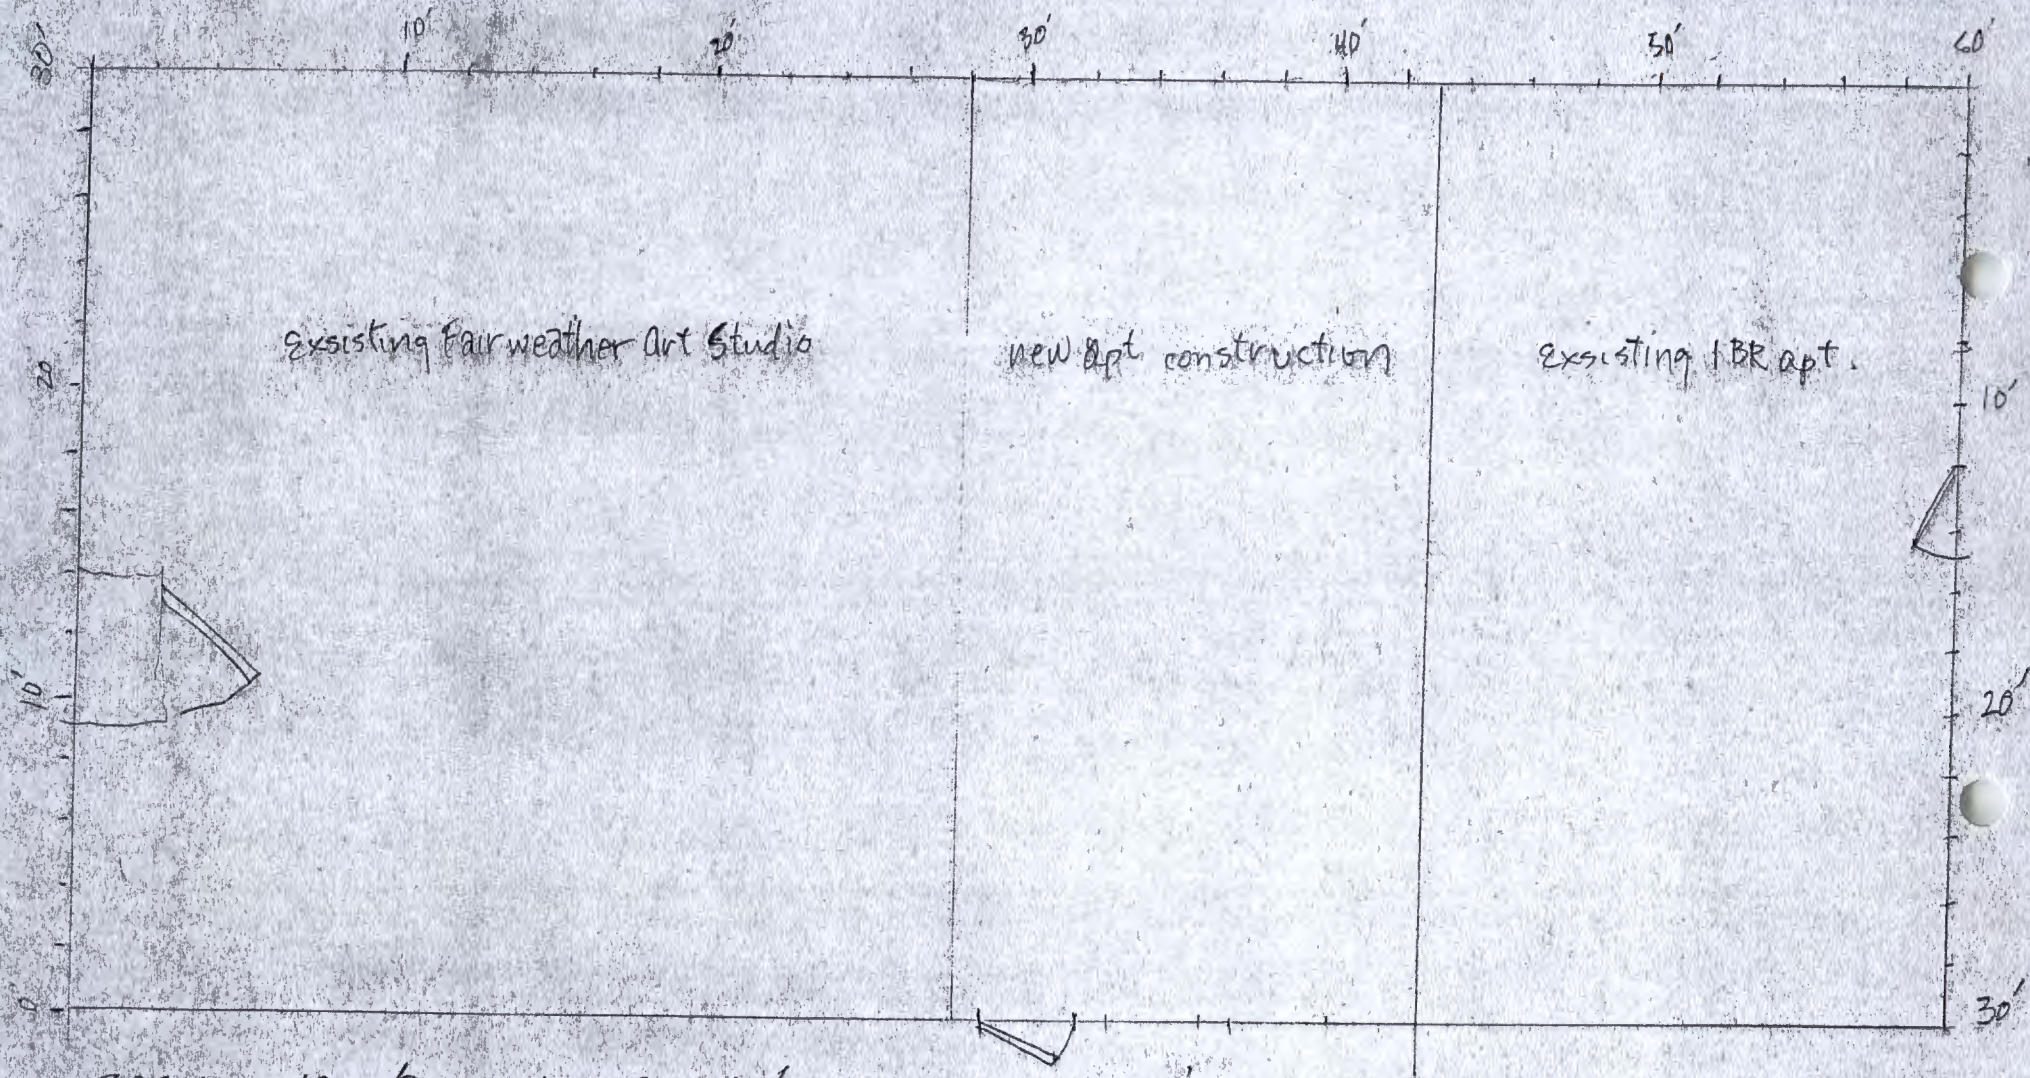 10' 20' 30' 40' 50' 60'
30'
Exsisting Fairweather Art Studio
new apt construction
Exsisting 1BR apt.
20
10'
10'
20'
0'
30'